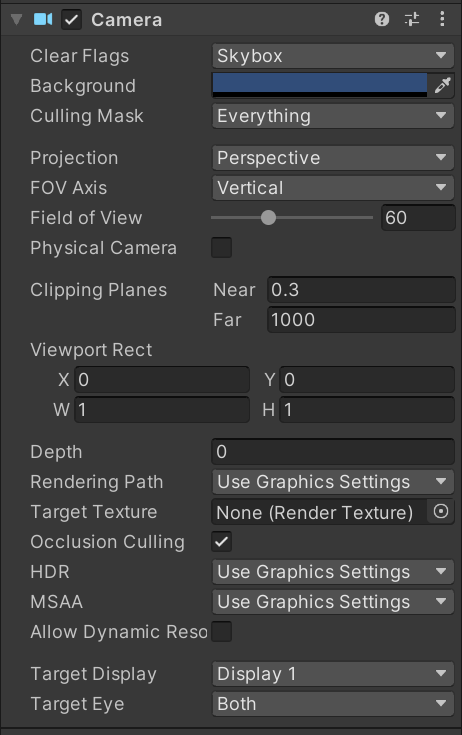 Camera
Clear Flags Skybox
Background
Culling Mask Everything
Projection Perspective
FOV Axis Vertical
Field of View 60
Physical Camera
Clipping Planes Near 0.3
Far 1000
Viewport Rect
X 0 Y 0
W 1 H 1
Depth 0
Rendering Path Use Graphics Settings
Target Texture None (Render Texture)
Occlusion Culling
HDR Use Graphics Settings
MSAA Use Graphics Settings
Allow Dynamic Reso
Target Display Display 1
Target Eye Both